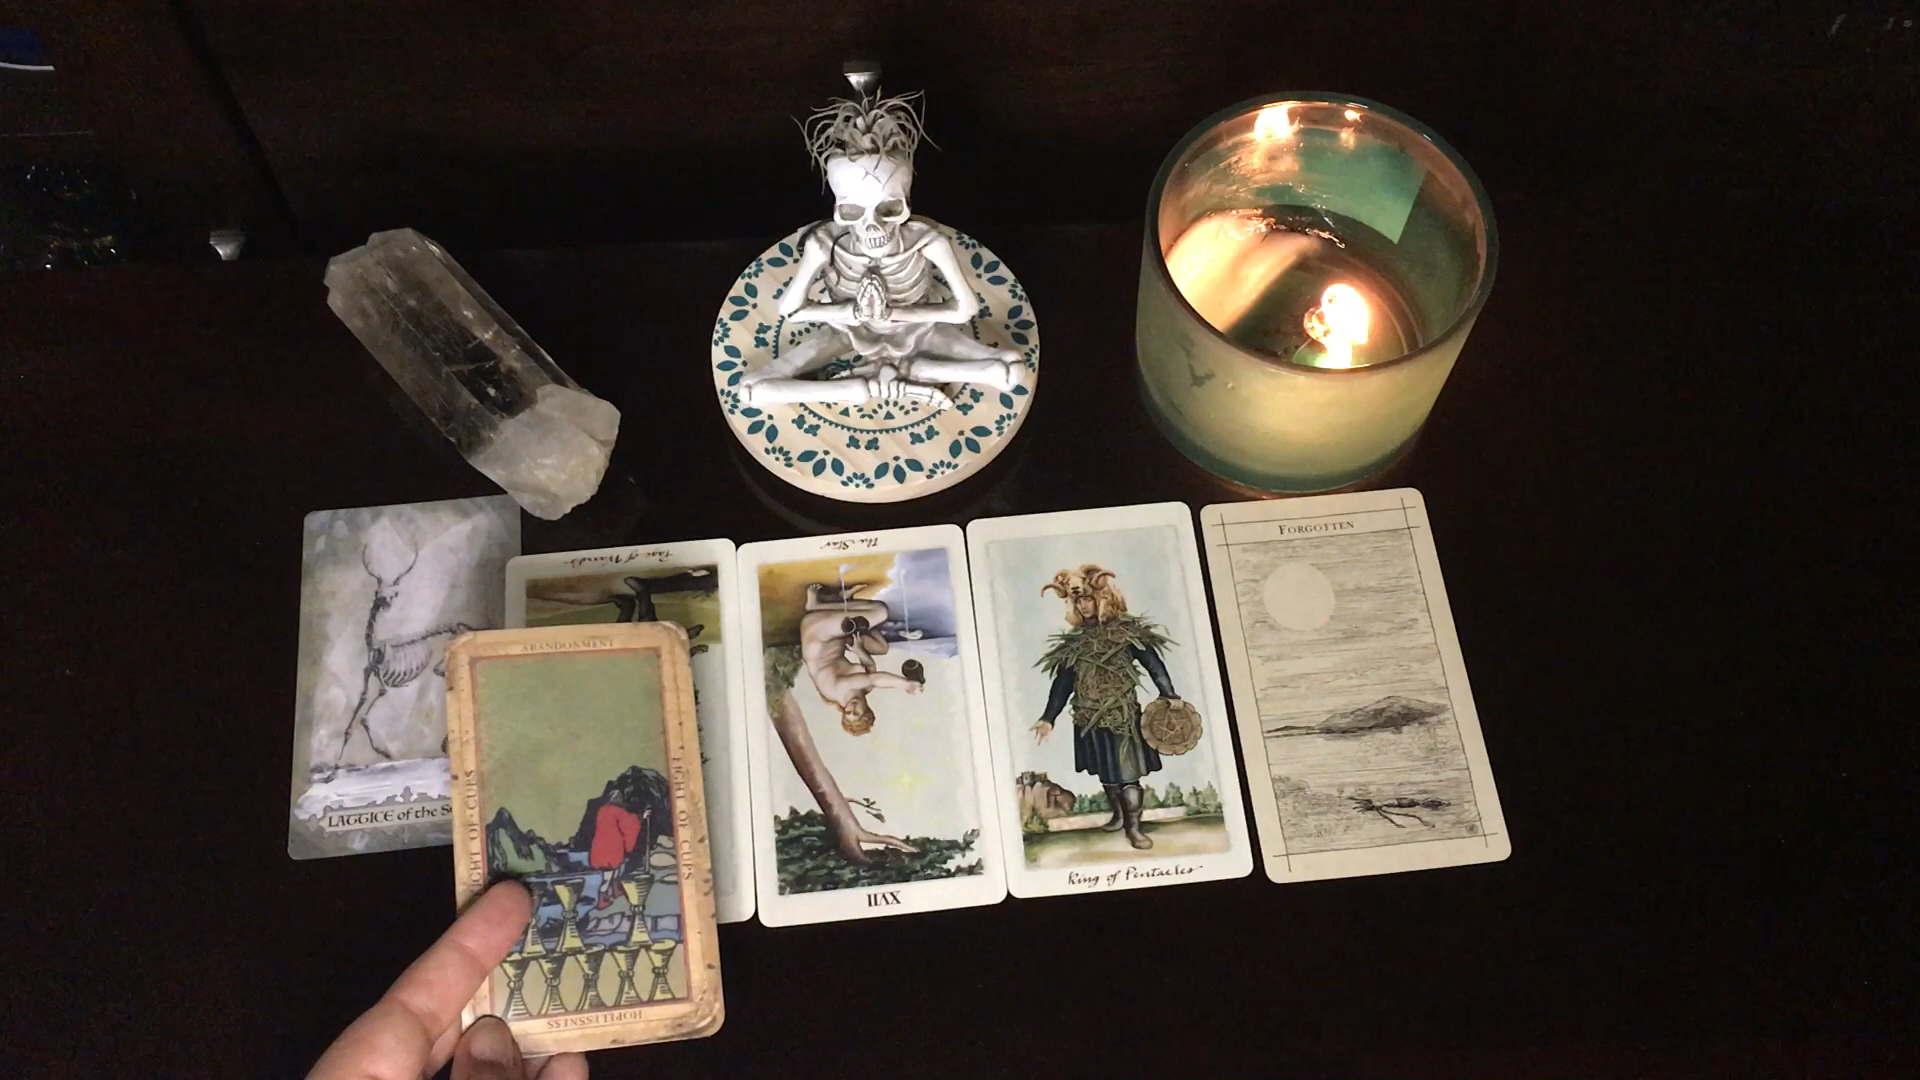 LATTICE of the
Page of Wands
The Star
XVII
King of Pentacles
FORGOTTEN
ABANDONMENT
EIGHT OF CUPS
EIGHT OF CUPS
HOPELESSNESS